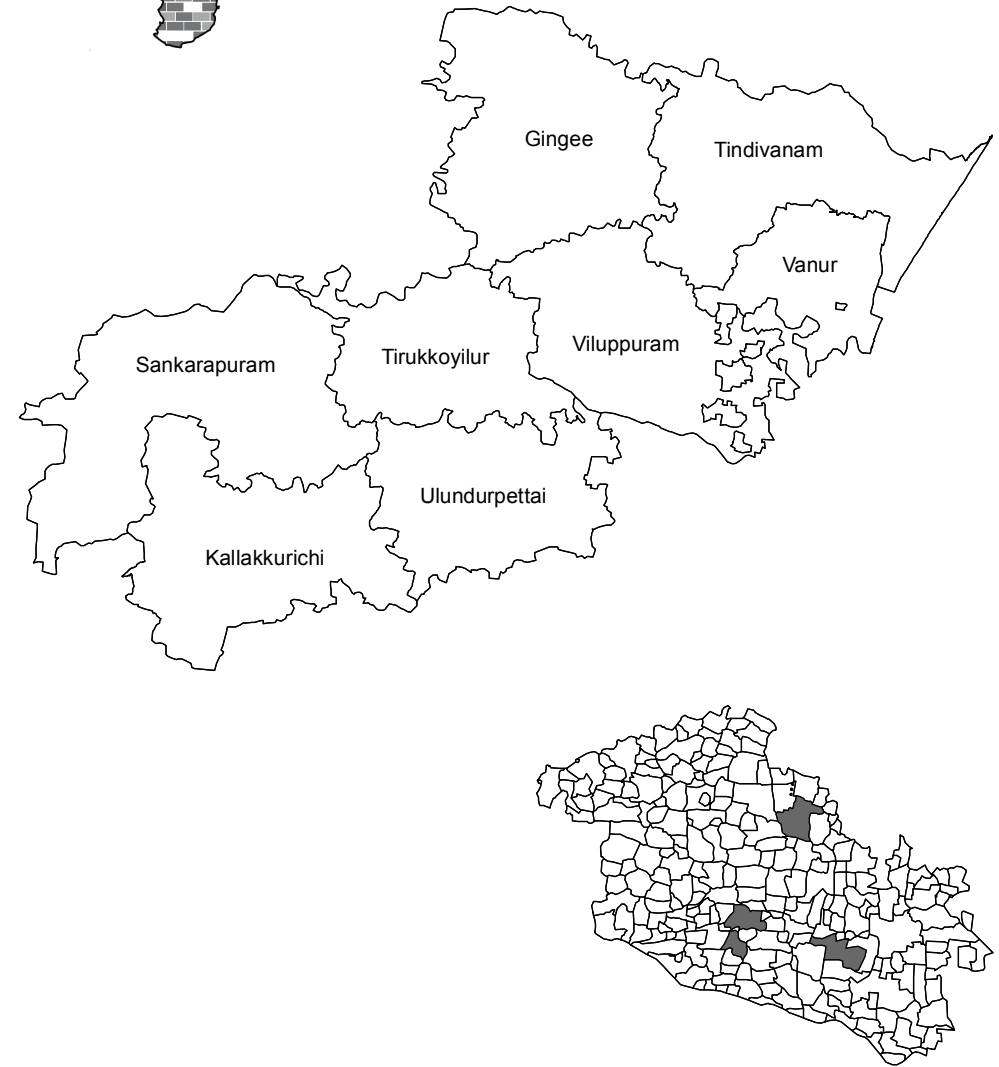 Gingee
Tindivanam
Vanur
Viluppuram
Tirukkoyilur
Sankarapuram
Ulundurpettai
Kallakkurichi